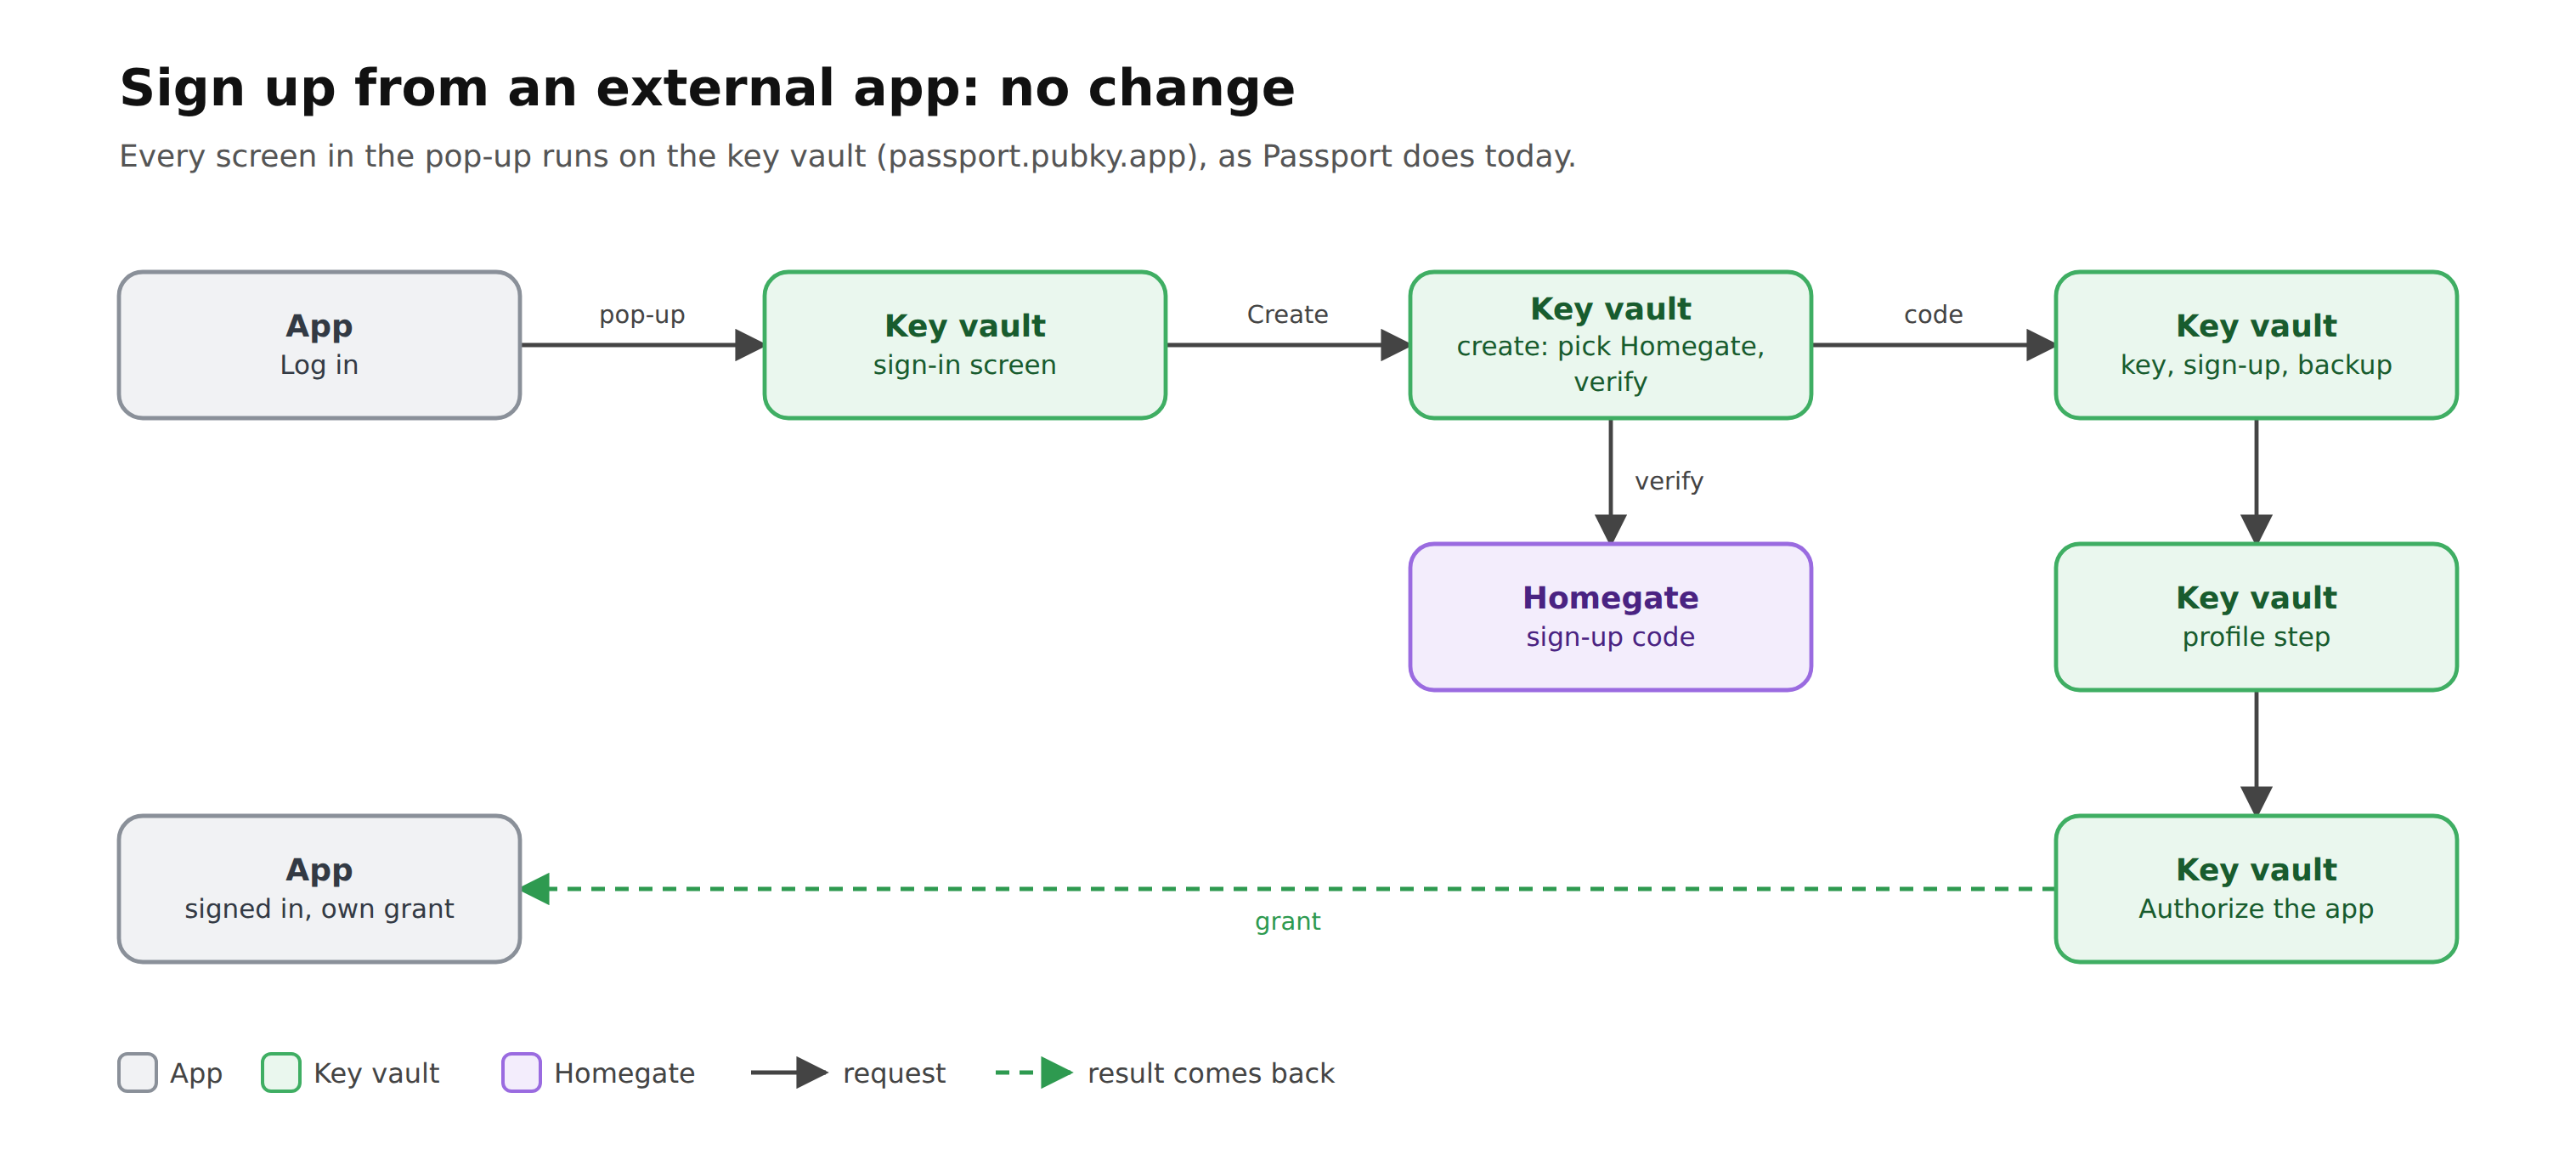 Sign up from an external app: no change
Every screen in the pop-up runs on the key vault (passport.pubky.app), as Passport does today.
App
Log in
pop-up
Key vault
sign-in screen
Create
Key vault
create: pick Homegate,
verify
code
Key vault
key, sign-up, backup
verify
Homegate
sign-up code
Key vault
profile step
App
signed in, own grant
grant
Key vault
Authorize the app
App
Key vault
Homegate
request
result comes back